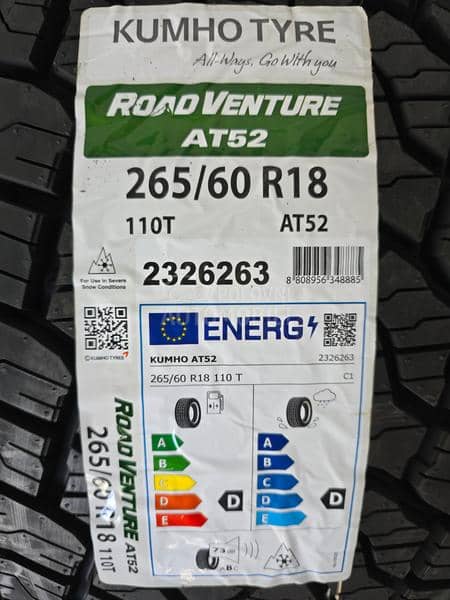 KUMHO TYRE
All-Ways, Go With you
ROAD VENTURE
AT52
265/60 R18
110T AT52
For Use in Severe
Snow Conditions
2326263
8 808956 348885
KUMHO TYRES
ENERG
KUMHO AT52 2326263
265/60 R18 110 T C1
A A
B B
C C
D D D D
E E
ABC
ROAD VENTURE AT52
265/60 R18 110T